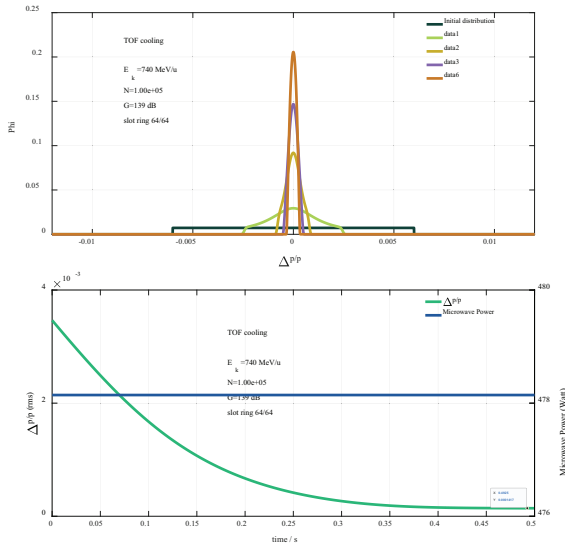 0.25
0.2
0.15
0.1
0.05
0
Phi
TOF cooling
E k =740 MeV/u
N=1.00e+05
G=139 dB
slot ring 64/64
Initial distribution
data1
data2
data3
data6
-0.01 -0.005 0 0.005 0.01
Δ p/p
× 10 -3
4
2
0
Δ p/p (rms)
TOF cooling
E k =740 MeV/u
N=1.00e+05
G=139 dB
slot ring 64/64
Δ p/p
Microwave Power
480
478
476
Microwave Power (Watt)
0 0.05 0.1 0.15 0.2 0.25 0.3 0.35 0.4 0.45 0.5
time / s